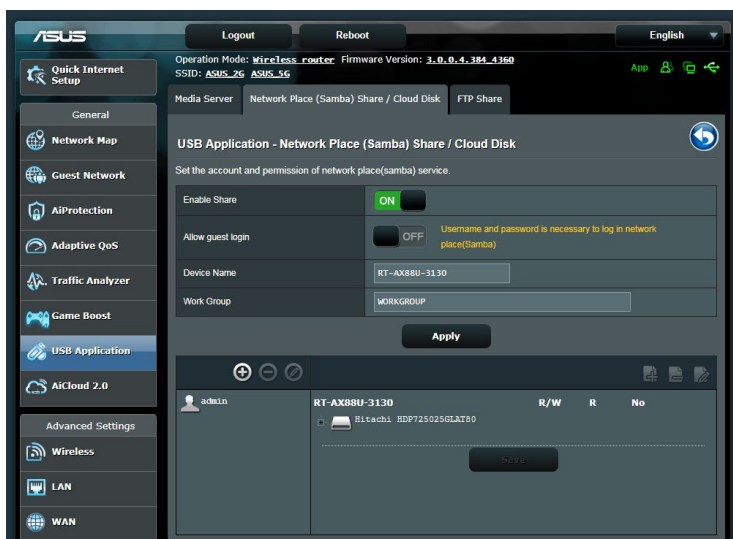 ASUS
Logout
Reboot
English
Operation Mode: Wireless router Firmware Version: 3.0.0.4.384_4360
SSID: ASUS_2G ASUS_5G
App
Quick Internet
Setup
General
Network Map
Guest Network
AiProtection
Adaptive QoS
Traffic Analyzer
Game Boost
USB Application
AiCloud 2.0
Advanced Settings
Wireless
LAN
WAN
Media Server
Network Place (Samba) Share / Cloud Disk
FTP Share
USB Application - Network Place (Samba) Share / Cloud Disk
Set the account and permission of network place(samba) service.
Enable Share
ON
Allow guest login
OFF
Username and password is necessary to log in network
place(Samba)
Device Name
RT-AX88U-3130
Work Group
WORKGROUP
Apply
admin
RT-AX88U-3130 R/W R No
Hitachi HDP725025GLAT80
Save